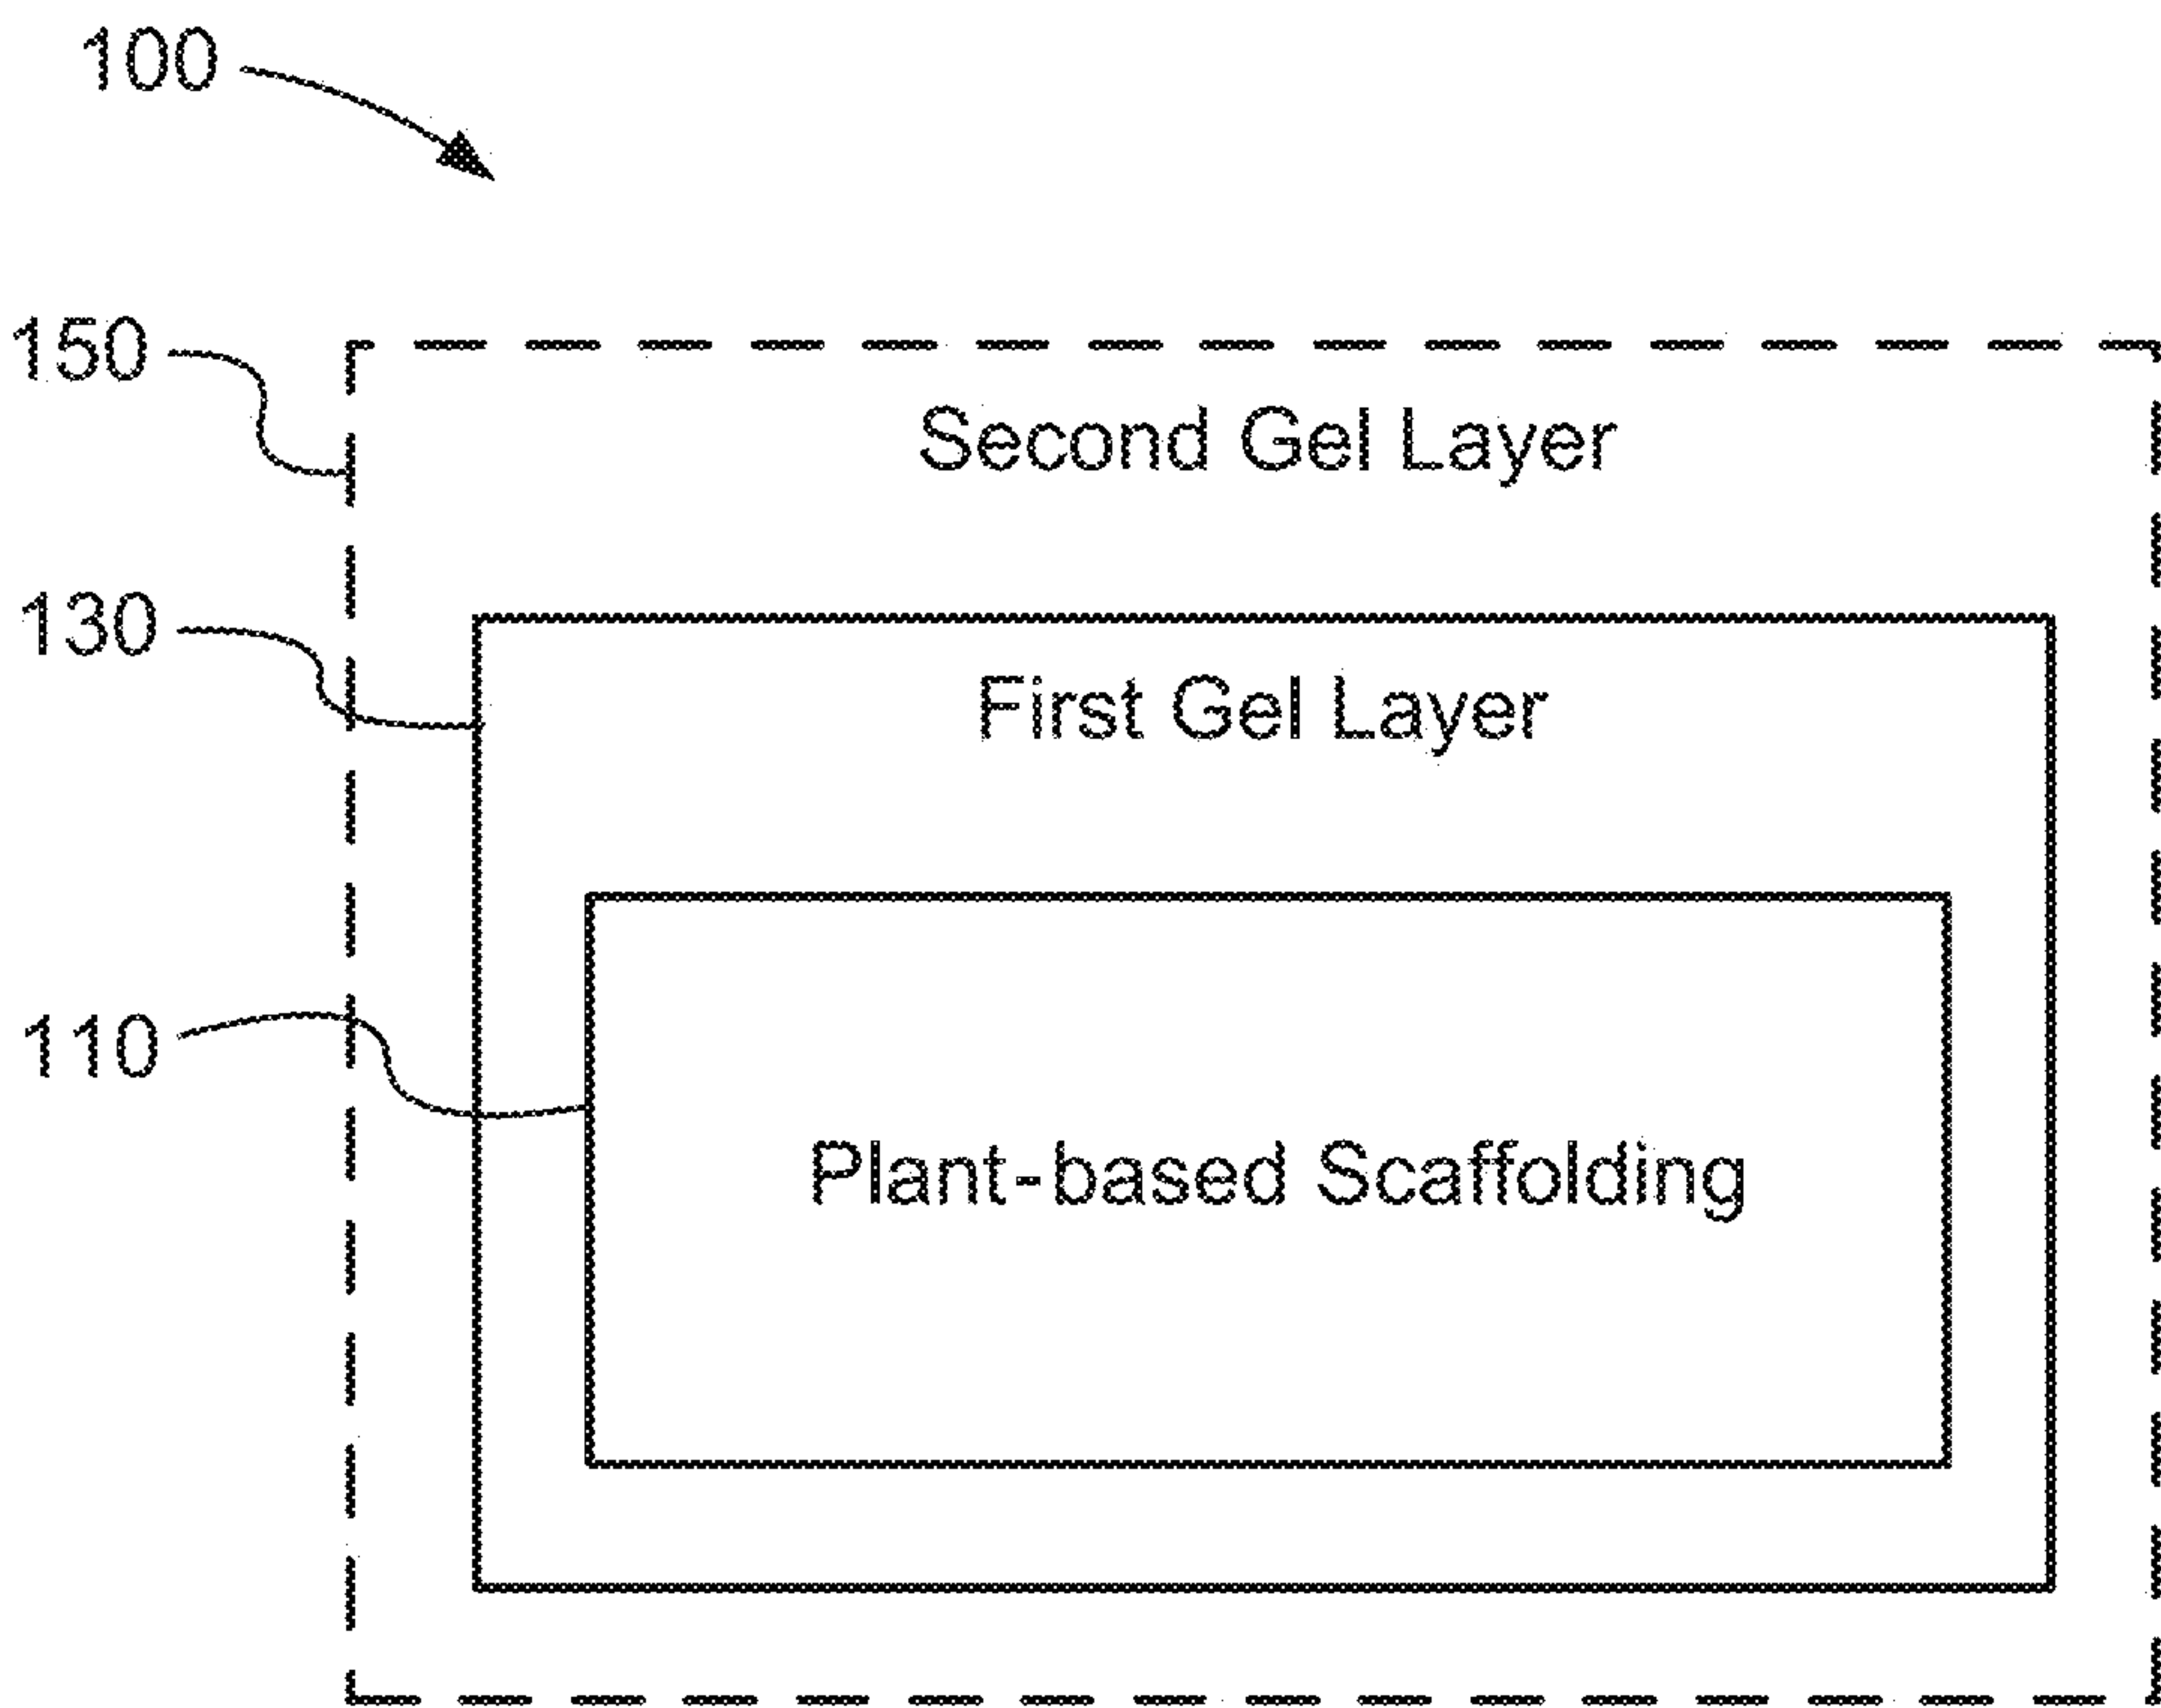 100
150
Second Gel Layer
130
First Gel Layer
110
Plant-based Scaffolding